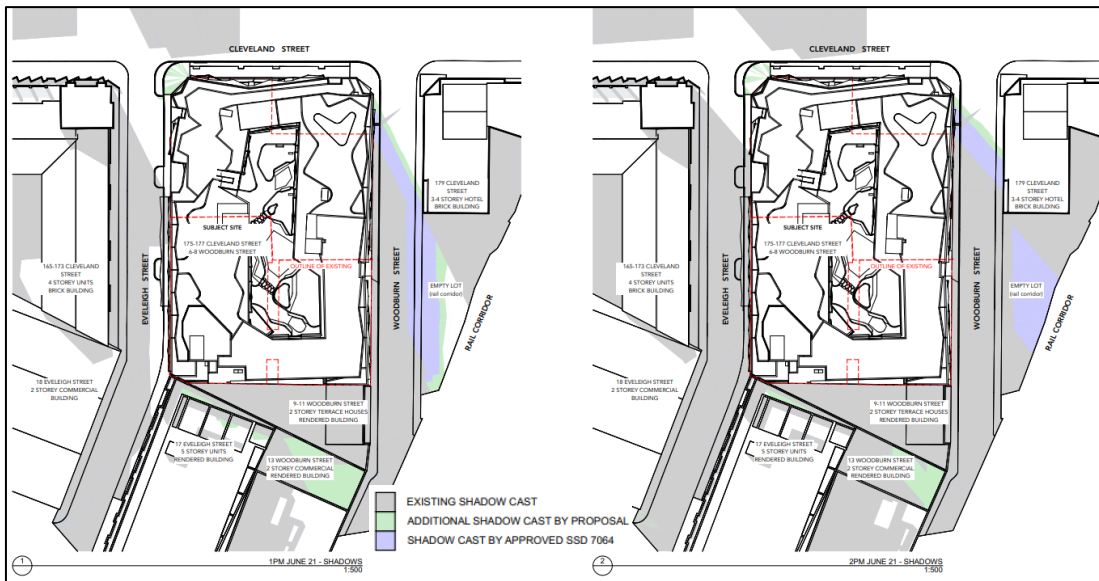 CLEVELAND STREET
179 CLEVELAND
STREET
3-4 STOREY HOTEL
BRICK BUILDING
SUBJECT SITE
175-177 CLEVELAND STREET
6-8 WOODBURN STREET
OUTLINE OF EXISTING
165-173 CLEVELAND
STREET
4 STOREY UNITS
BRICK BUILDING
EVELEIGH STREET
WOODBURN STREET
EMPTY LOT
(rail corridor)
RAIL CORRIDOR
18 EVELEIGH STREET
2 STOREY COMMERCIAL
BUILDING
9-11 WOODBURN STREET
2 STOREY TERRACE HOUSES
RENDERED BUILDING
17 EVELEIGH STREET
5 STOREY UNITS
RENDERED BUILDING
13 WOODBURN STREET
2 STOREY COMMERCIAL
RENDERED BUILDING
EXISTING SHADOW CAST
ADDITIONAL SHADOW CAST BY PROPOSAL
SHADOW CAST BY APPROVED SSD 7064
1
1PM JUNE 21 - SHADOWS
1:500
CLEVELAND STREET
179 CLEVELAND
STREET
3-4 STOREY HOTEL
BRICK BUILDING
SUBJECT SITE
175-177 CLEVELAND STREET
6-8 WOODBURN STREET
OUTLINE OF EXISTING
165-173 CLEVELAND
STREET
4 STOREY UNITS
BRICK BUILDING
EVELEIGH STREET
WOODBURN STREET
EMPTY LOT
(rail corridor)
RAIL CORRIDOR
18 EVELEIGH STREET
2 STOREY COMMERCIAL
BUILDING
9-11 WOODBURN STREET
2 STOREY TERRACE HOUSES
RENDERED BUILDING
17 EVELEIGH STREET
5 STOREY UNITS
RENDERED BUILDING
13 WOODBURN STREET
2 STOREY COMMERCIAL
RENDERED BUILDING
2
2PM JUNE 21 - SHADOWS
1:500